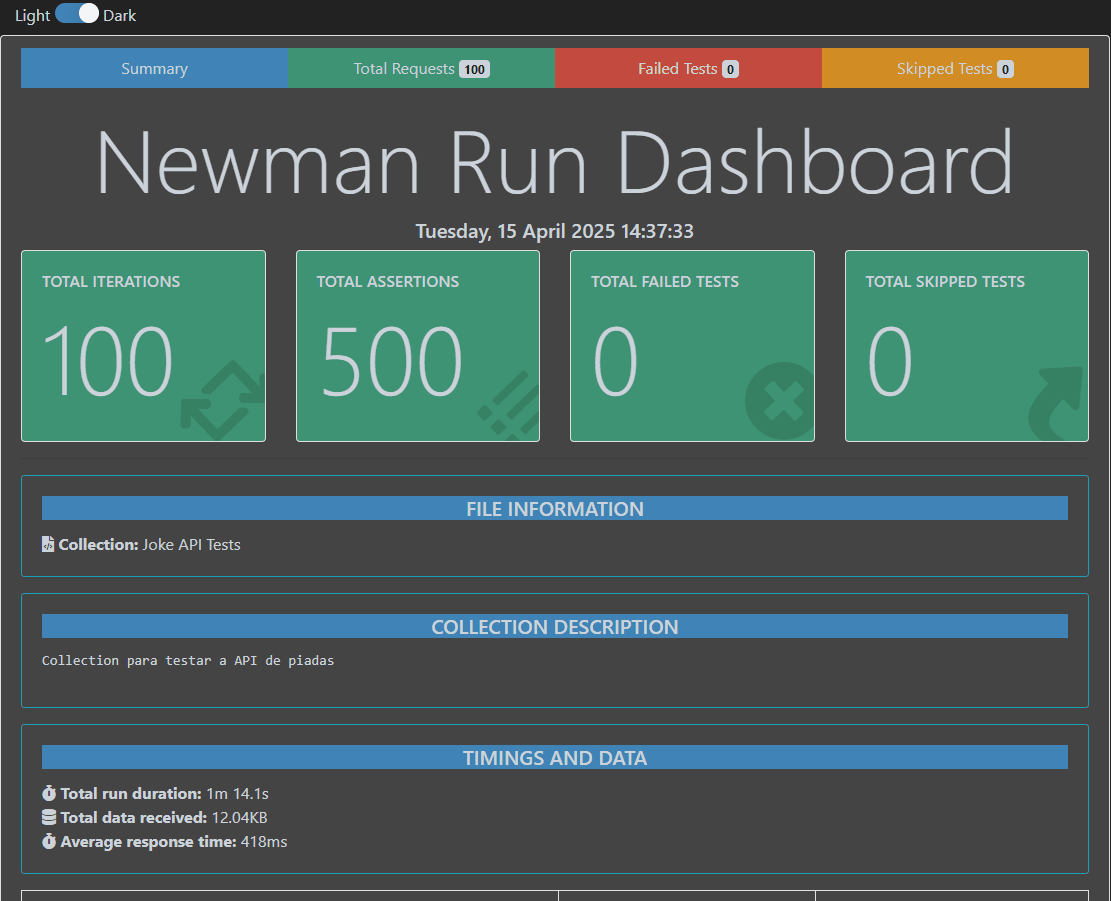 Light Dark
Summary Total Requests 100 Failed Tests 0 Skipped Tests 0
Newman Run Dashboard
Tuesday, 15 April 2025 14:37:33
TOTAL ITERATIONS TOTAL ASSERTIONS TOTAL FAILED TESTS TOTAL SKIPPED TESTS
100 500 0 0
FILE INFORMATION
Collection: Joke API Tests
COLLECTION DESCRIPTION
Collection para testar a API de piadas
TIMINGS AND DATA
Total run duration: 1m 14.1s
Total data received: 12.04KB
Average response time: 418ms